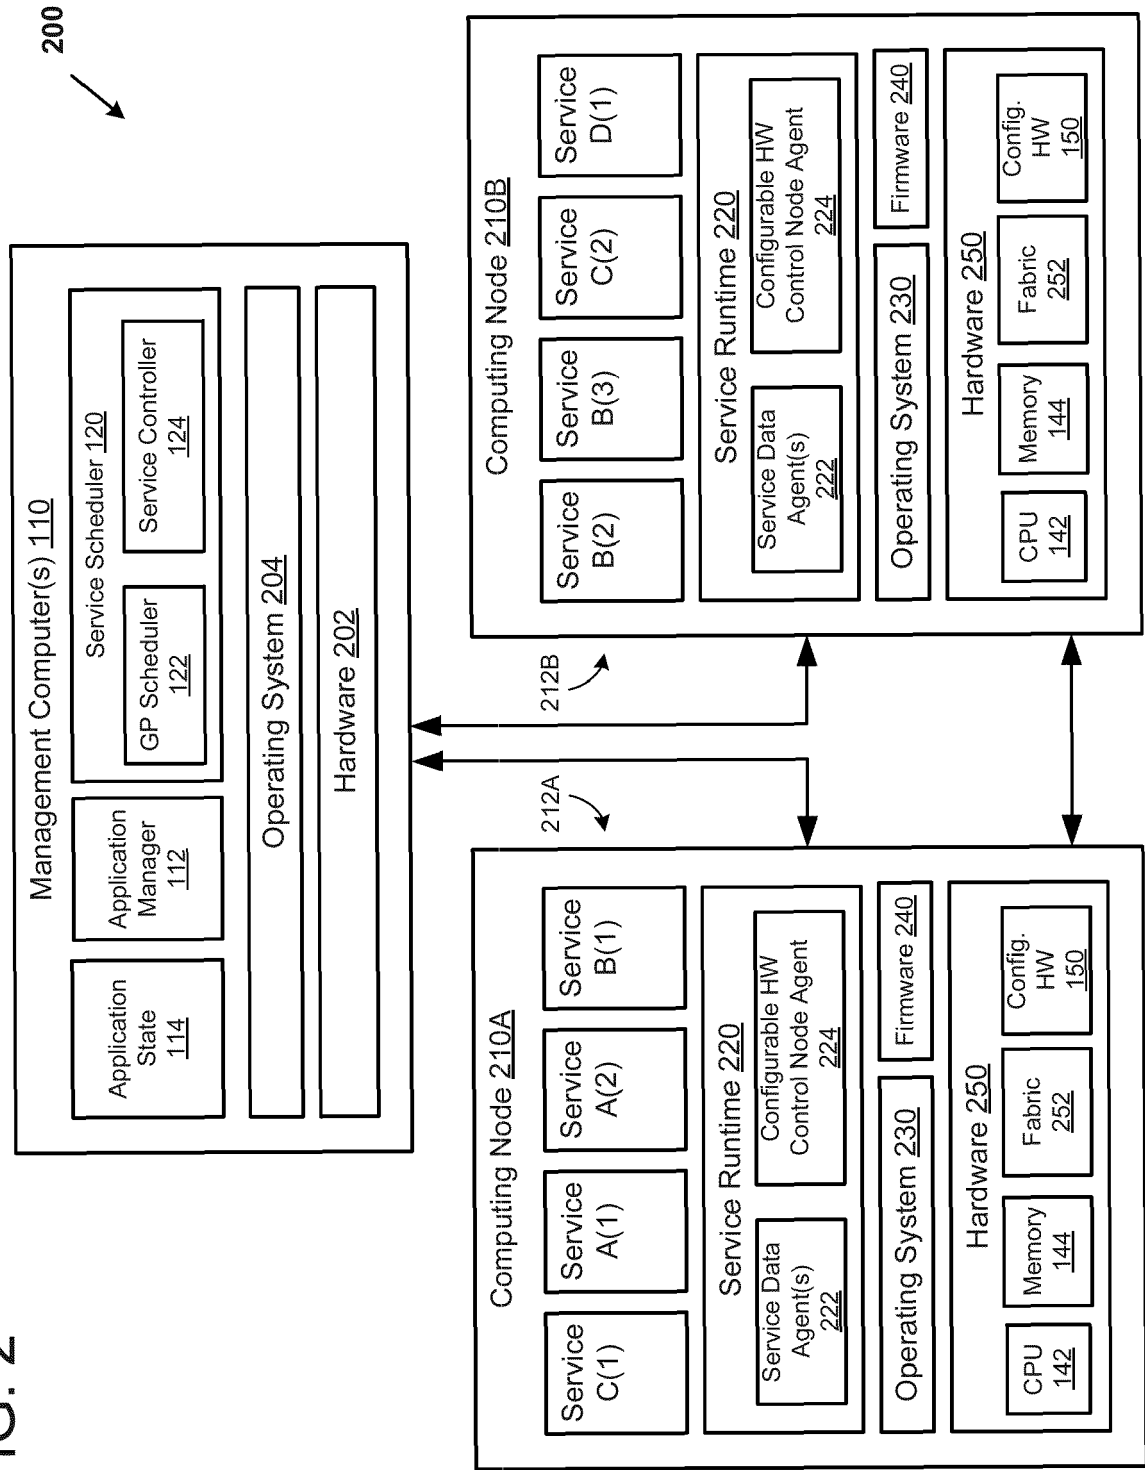 200
Management Computer(s) 110
Application
State
114
Application
Manager
112
Service Scheduler 120
GP Scheduler
122
Service Controller
124
Operating System 204
Hardware 202
212A
212B
Computing Node 210A
Service
C(1)
Service
A(1)
Service
A(2)
Service
B(1)
Service Runtime 220
Service Data
Agent(s)
222
Configurable HW
Control Node Agent
224
Operating System 230
Firmware 240
Hardware 250
CPU
142
Memory
144
Fabric
252
Config.
HW
150
Computing Node 210B
Service
B(2)
Service
B(3)
Service
C(2)
Service
D(1)
Service Runtime 220
Service Data
Agent(s)
222
Configurable HW
Control Node Agent
224
Operating System 230
Firmware 240
Hardware 250
CPU
142
Memory
144
Fabric
252
Config.
HW
150